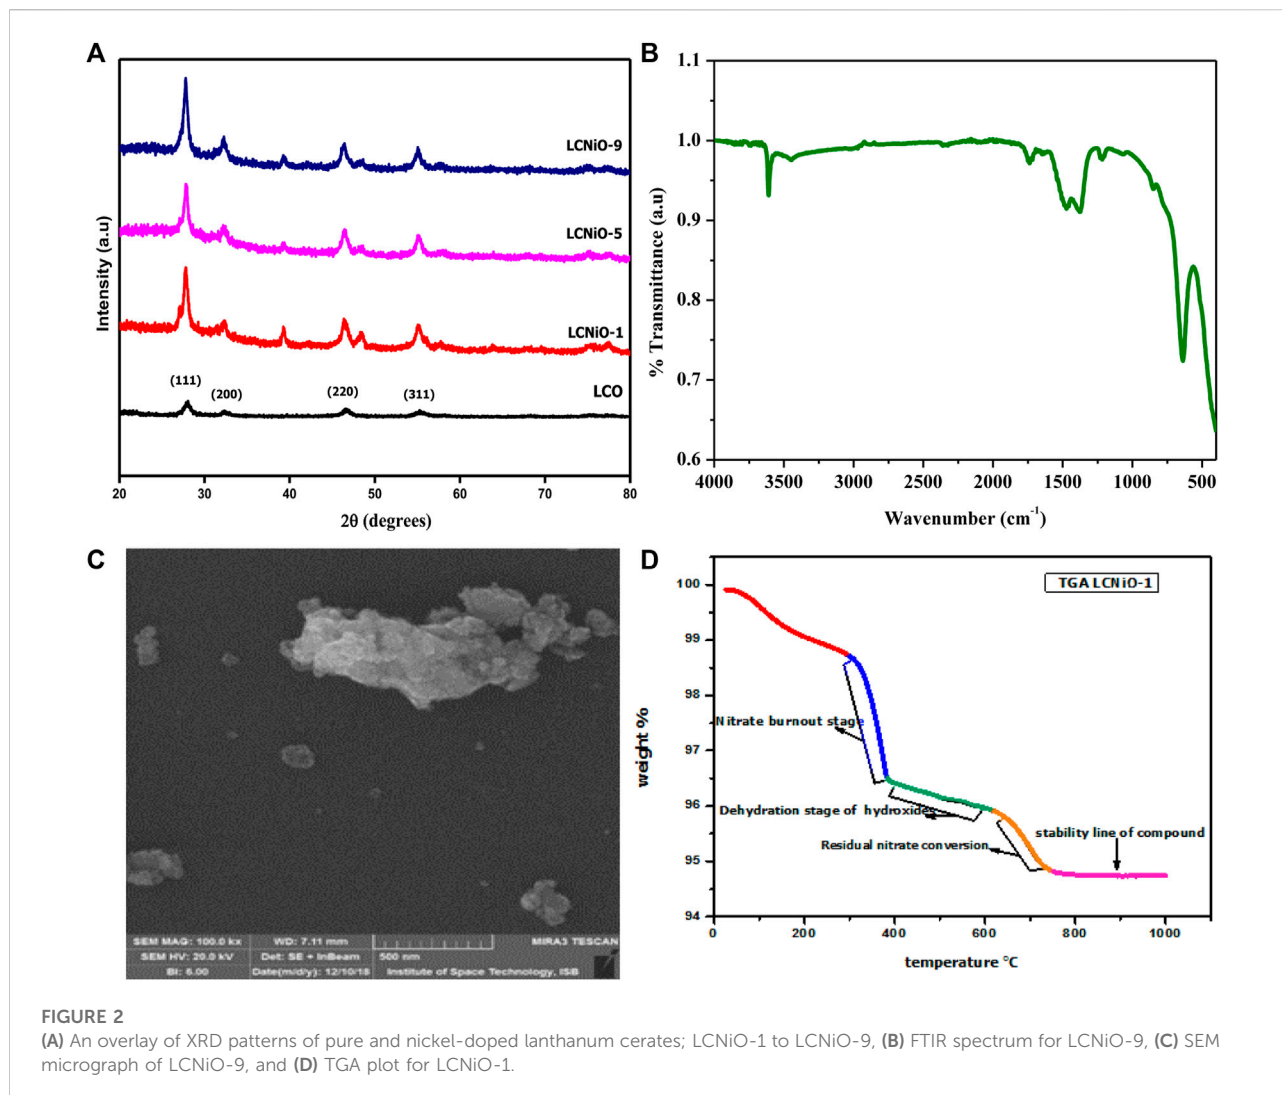 A
LCNiO-9
LCNiO-5
LCNiO-1
(111)
(200)
(220)
(311)
LCO
Intensity (a.u)
20 30 40 50 60 70 80
2θ (degrees)
B
1.1
1.0
0.9
0.8
0.7
0.6
% Transmittance (a.u)
4000 3500 3000 2500 2000 1500 1000 500
Wavenumber (cm⁻¹)
C
SEM MAG: 100.0 kx WD: 7.11 mm MIRA3 TESCAN
SEM HV: 20.0 kV Det: SE + InBeam 500 nm
BI: 6.00 Date(m/d/y): 12/10/18 Institute of Space Technology, ISB
D
TGA LCNiO-1
100
99
98
97
96
95
94
weight %
Nitrate burnout stage
Dehydration stage of hydroxides
Residual nitrate conversion
stability line of compound
0 200 400 600 800 1000
temperature °C
FIGURE 2
(A) An overlay of XRD patterns of pure and nickel-doped lanthanum cerates; LCNiO-1 to LCNiO-9, (B) FTIR spectrum for LCNiO-9, (C) SEM
micrograph of LCNiO-9, and (D) TGA plot for LCNiO-1.